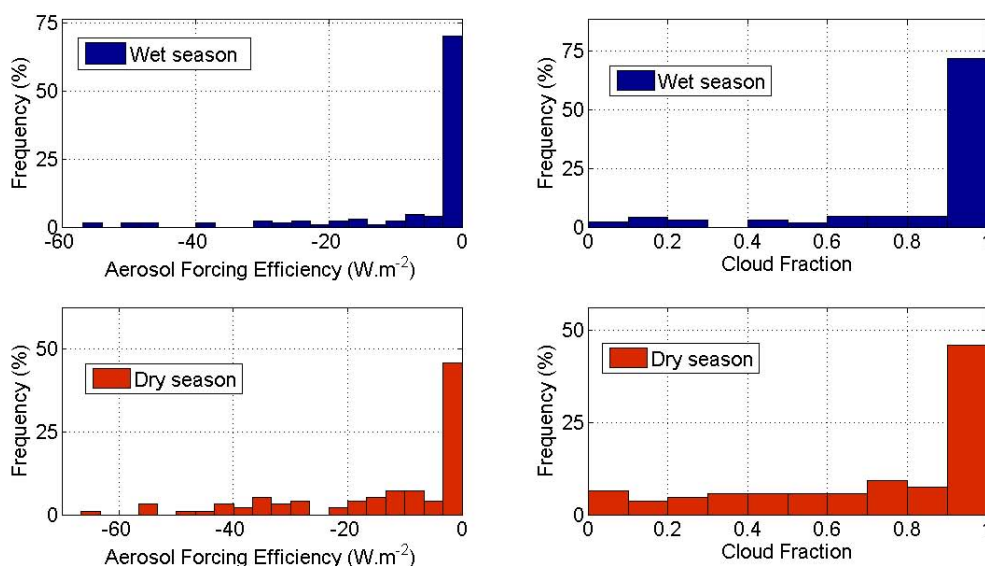 75
50
25
0
Frequency (%)
Wet season
-60
-40
-20
0
Aerosol Forcing Efficiency (W.m⁻²)
75
50
25
0
Frequency (%)
Wet season
0
0.2
0.4
0.6
0.8
1
Cloud Fraction
50
25
0
Frequency (%)
Dry season
-60
-40
-20
0
Aerosol Forcing Efficiency (W.m⁻²)
50
25
0
Frequency (%)
Dry season
0
0.2
0.4
0.6
0.8
1
Cloud Fraction